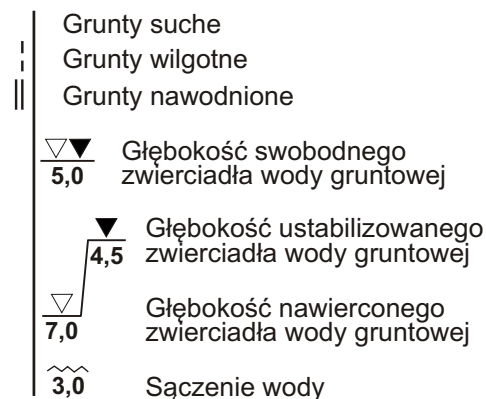 Grunty suche
Grunty wilgotne
Grunty nawodnione
Głębokość swobodnego
5,0 zwierciadła wody gruntowej
Głębokość ustabilizowanego
4,5 zwierciadła wody gruntowej
Głębokość nawierconego
7,0 zwierciadła wody gruntowej
3,0 Sączenie wody